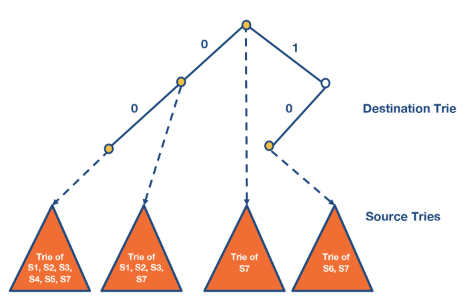 0
1
0
0
Destination Trie
Source Tries
Trie of
S1, S2, S3,
S4, S5, S7
Trie of
S1, S2, S3,
S7
Trie of
S7
Trie of
S6, S7